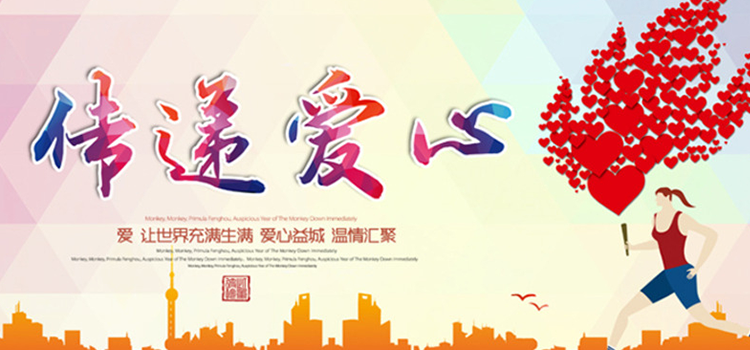 传递爱心
Monkey, Monkey, Primula Fenghou, Auspicious Year of The Monkey Down Immediately
爱 让世界充满生满 爱心益城 温情汇聚
Monkey, Monkey, Primula Fenghou, Auspicious Year of The Monkey Down Immediately
Monkey, Monkey, Primula Fenghou, Auspicious Year of The Monkey Down Immediately, Monkey, Monkey, Primula Fenghou, Auspicious Year of The Monkey Down Immediately
Monkey, Monkey, Primula Fenghou, Auspicious Year of The Monkey Down Immediately